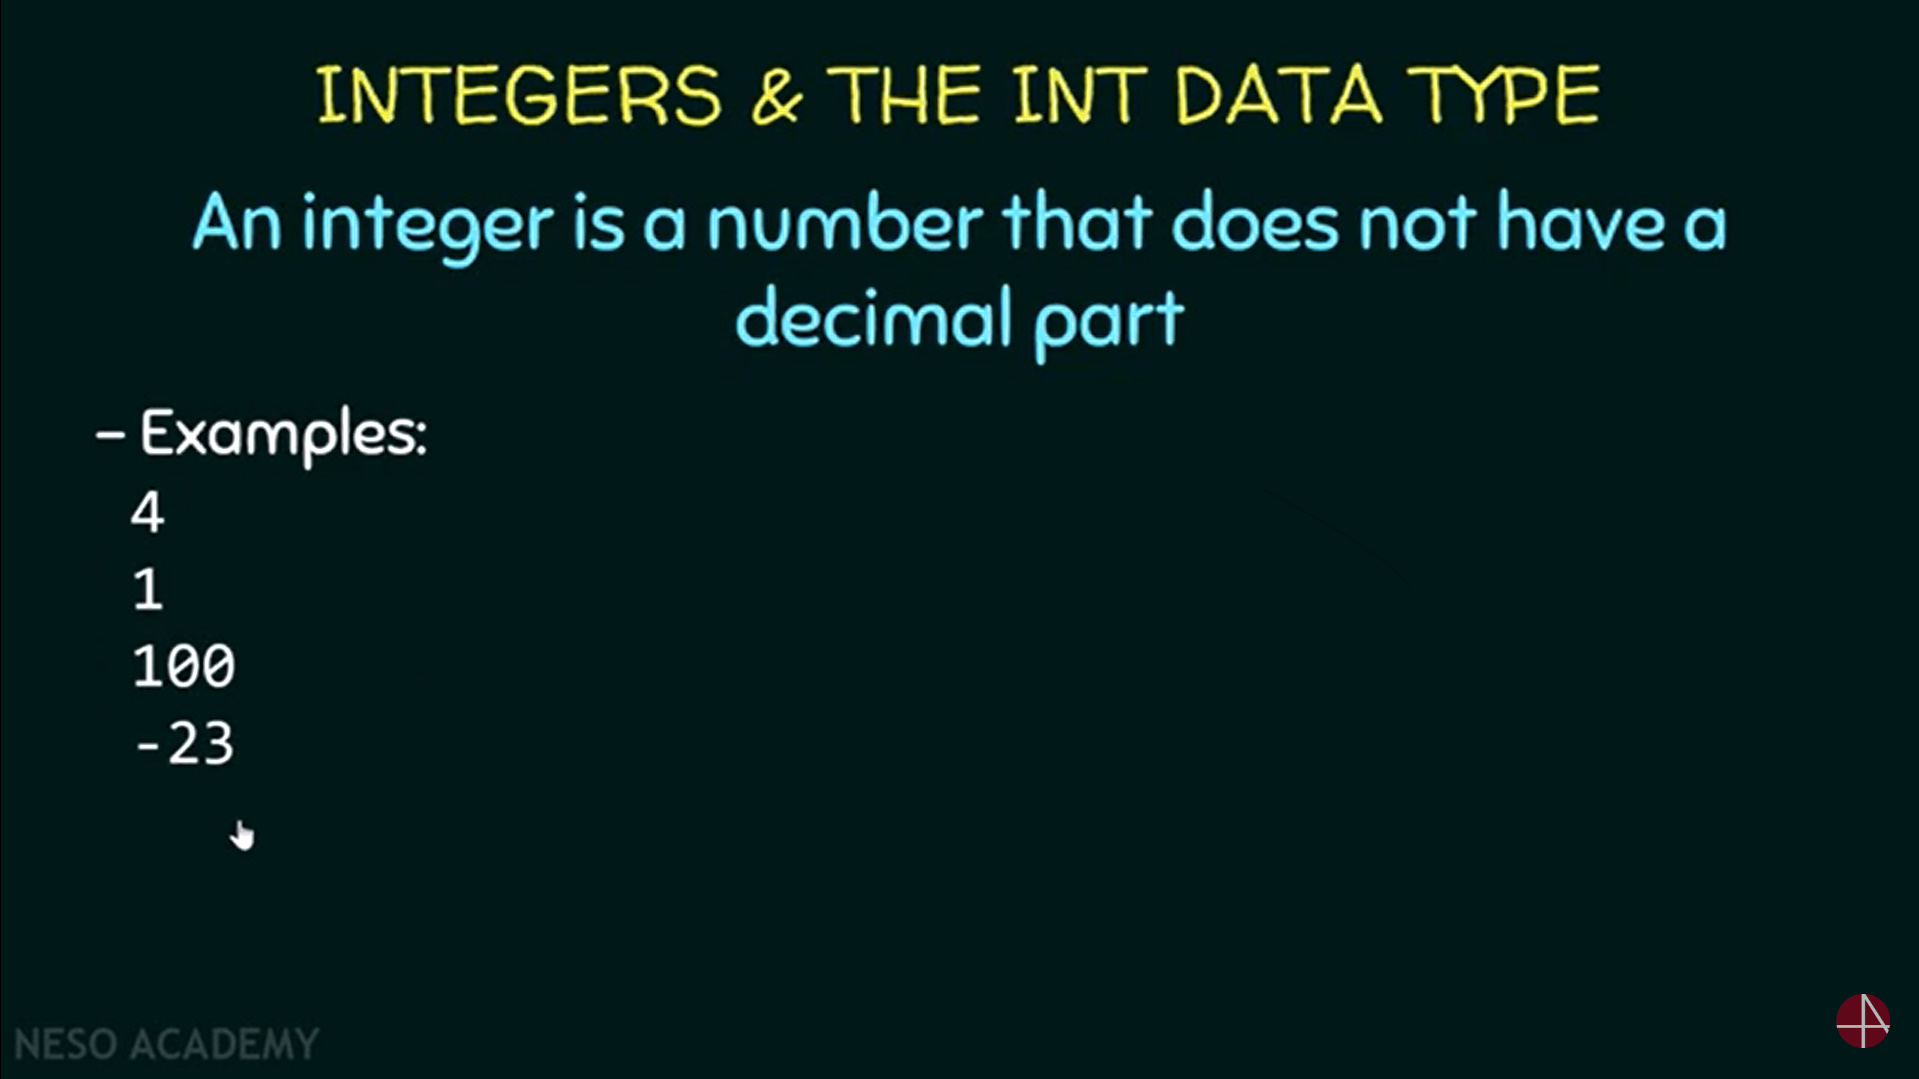 INTEGERS & THE INT DATA TYPE
An integer is a number that does not have a
decimal part
- Examples:
4
1
100
-23
NESO ACADEMY